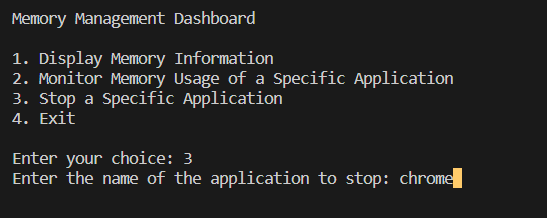 Memory Management Dashboard
1. Display Memory Information
2. Monitor Memory Usage of a Specific Application
3. Stop a Specific Application
4. Exit
Enter your choice: 3
Enter the name of the application to stop: chrome